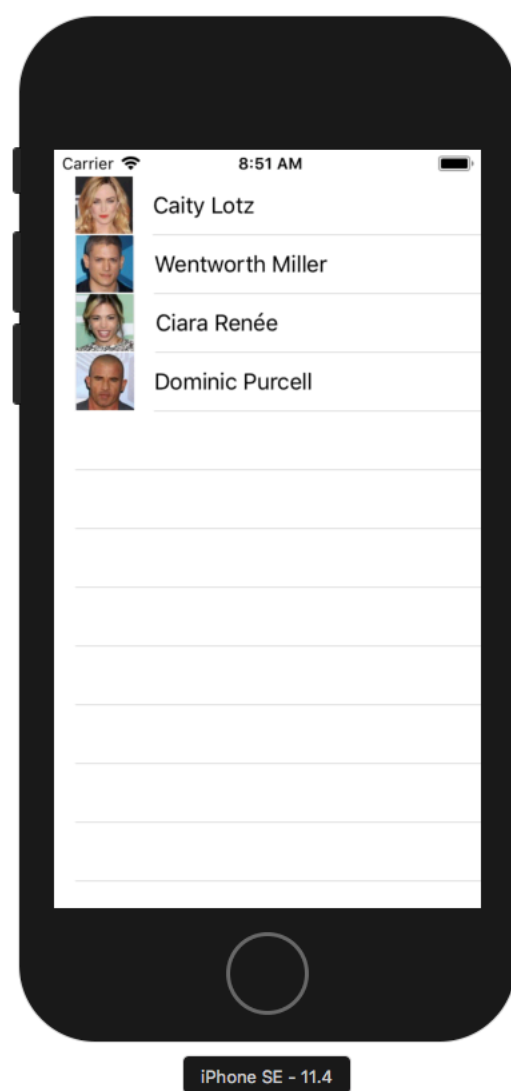 Carrier 8:51 AM
Caity Lotz
Wentworth Miller
Ciara Renée
Dominic Purcell
iPhone SE - 11.4